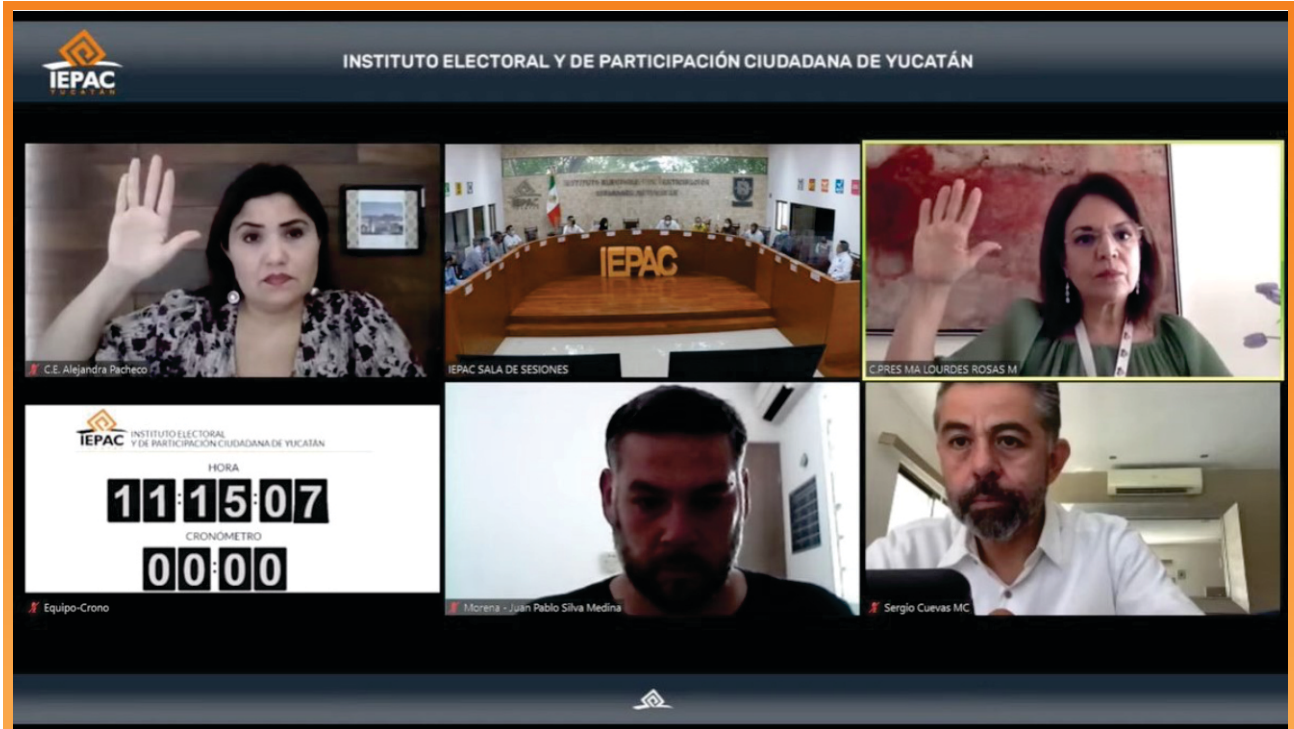 IEPAC
YUCATÁN
INSTITUTO ELECTORAL Y DE PARTICIPACIÓN CIUDADANA DE YUCATÁN
C.E. Alejandra Pacheco
IEPAC
IEPAC SALA DE SESIONES
C.PRES MA LOURDES ROSAS M
IEPAC
INSTITUTO ELECTORAL
Y DE PARTICIPACIÓN CIUDADANA DE YUCATÁN
HORA
11:15:07
CRONÓMETRO
00:00
Equipo-Crono
Morena - Juan Pablo Silva Medina
Sergio Cuevas MC